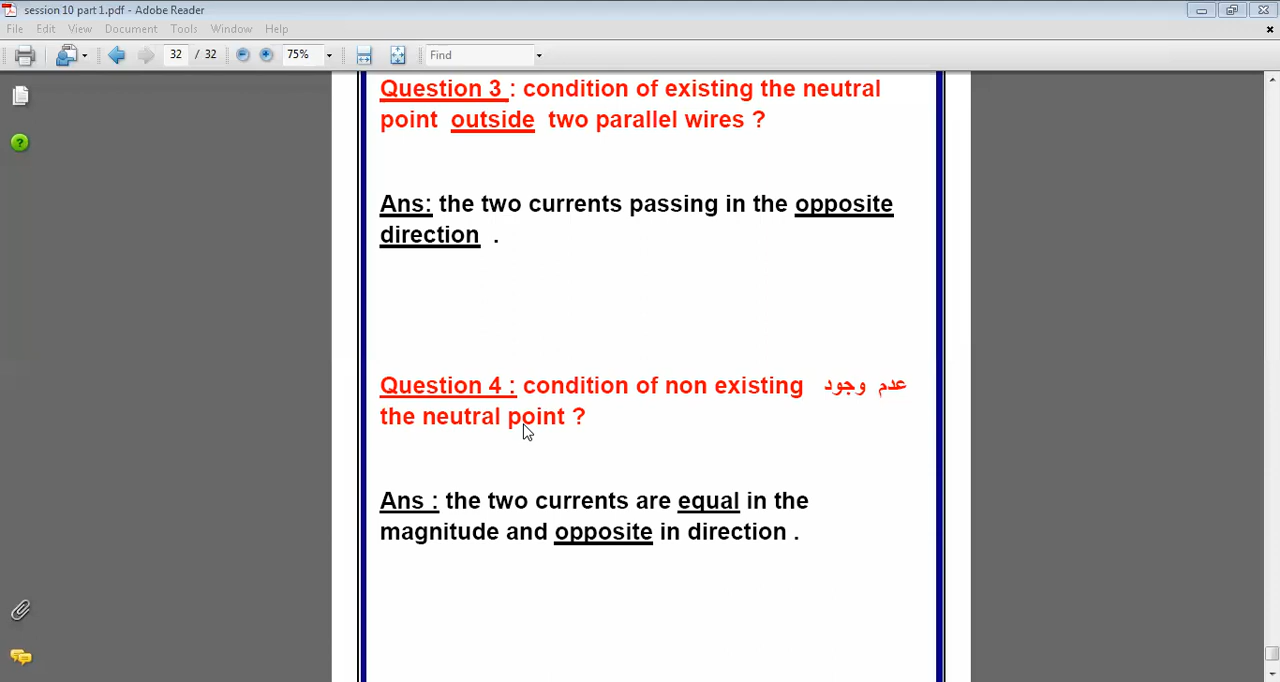 session 10 part 1.pdf - Adobe Reader
File Edit View Document Tools Window Help
32 / 32 75% Find
Question 3 : condition of existing the neutral
point outside two parallel wires ?
Ans: the two currents passing in the opposite
direction .
Question 4 : condition of non existing عدم وجود
the neutral point ?
Ans : the two currents are equal in the
magnitude and opposite in direction .